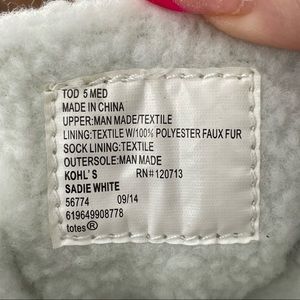 TOD 5 MED
MADE IN CHINA
UPPER:MAN MADE/TEXTILE
LINING:TEXTILE W/100% POLYESTER FAUX FUR
SOCK LINING:TEXTILE
OUTERSOLE:MAN MADE
KOHL'S RN#120713
SADIE WHITE
56774 09/14
619649908778
totes®